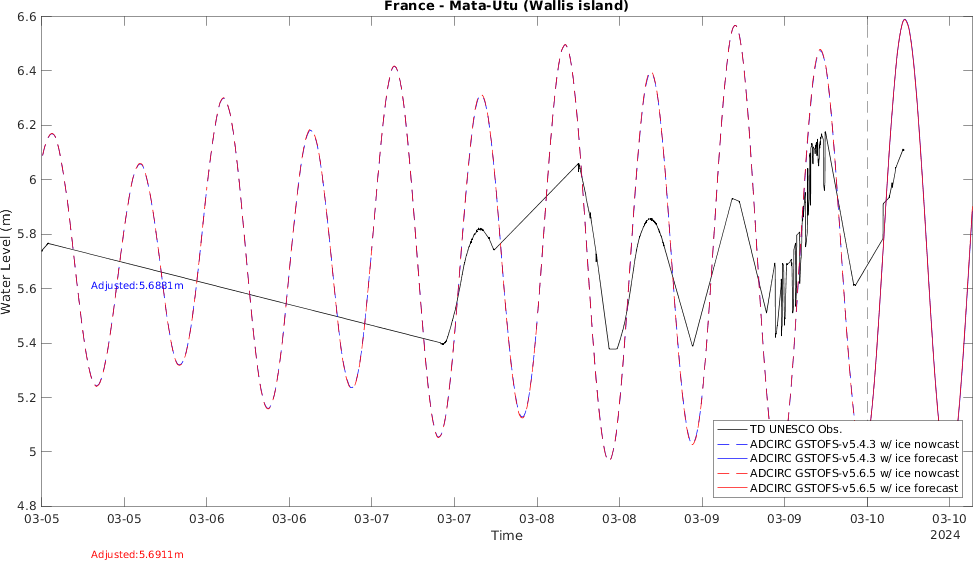 France - Mata-Utu (Wallis island)
6.6
6.4
6.2
6
5.8
5.6
5.4
5.2
5
4.8
Water Level (m)
Adjusted:5.6881m
TD UNESCO Obs.
ADCIRC GSTOFS-v5.4.3 w/ ice nowcast
ADCIRC GSTOFS-v5.4.3 w/ ice forecast
ADCIRC GSTOFS-v5.6.5 w/ ice nowcast
ADCIRC GSTOFS-v5.6.5 w/ ice forecast
03-05 03-05 03-06 03-06 03-07 03-07 03-08 03-08 03-09 03-09 03-10 03-10
2024
Time
Adjusted:5.6911m